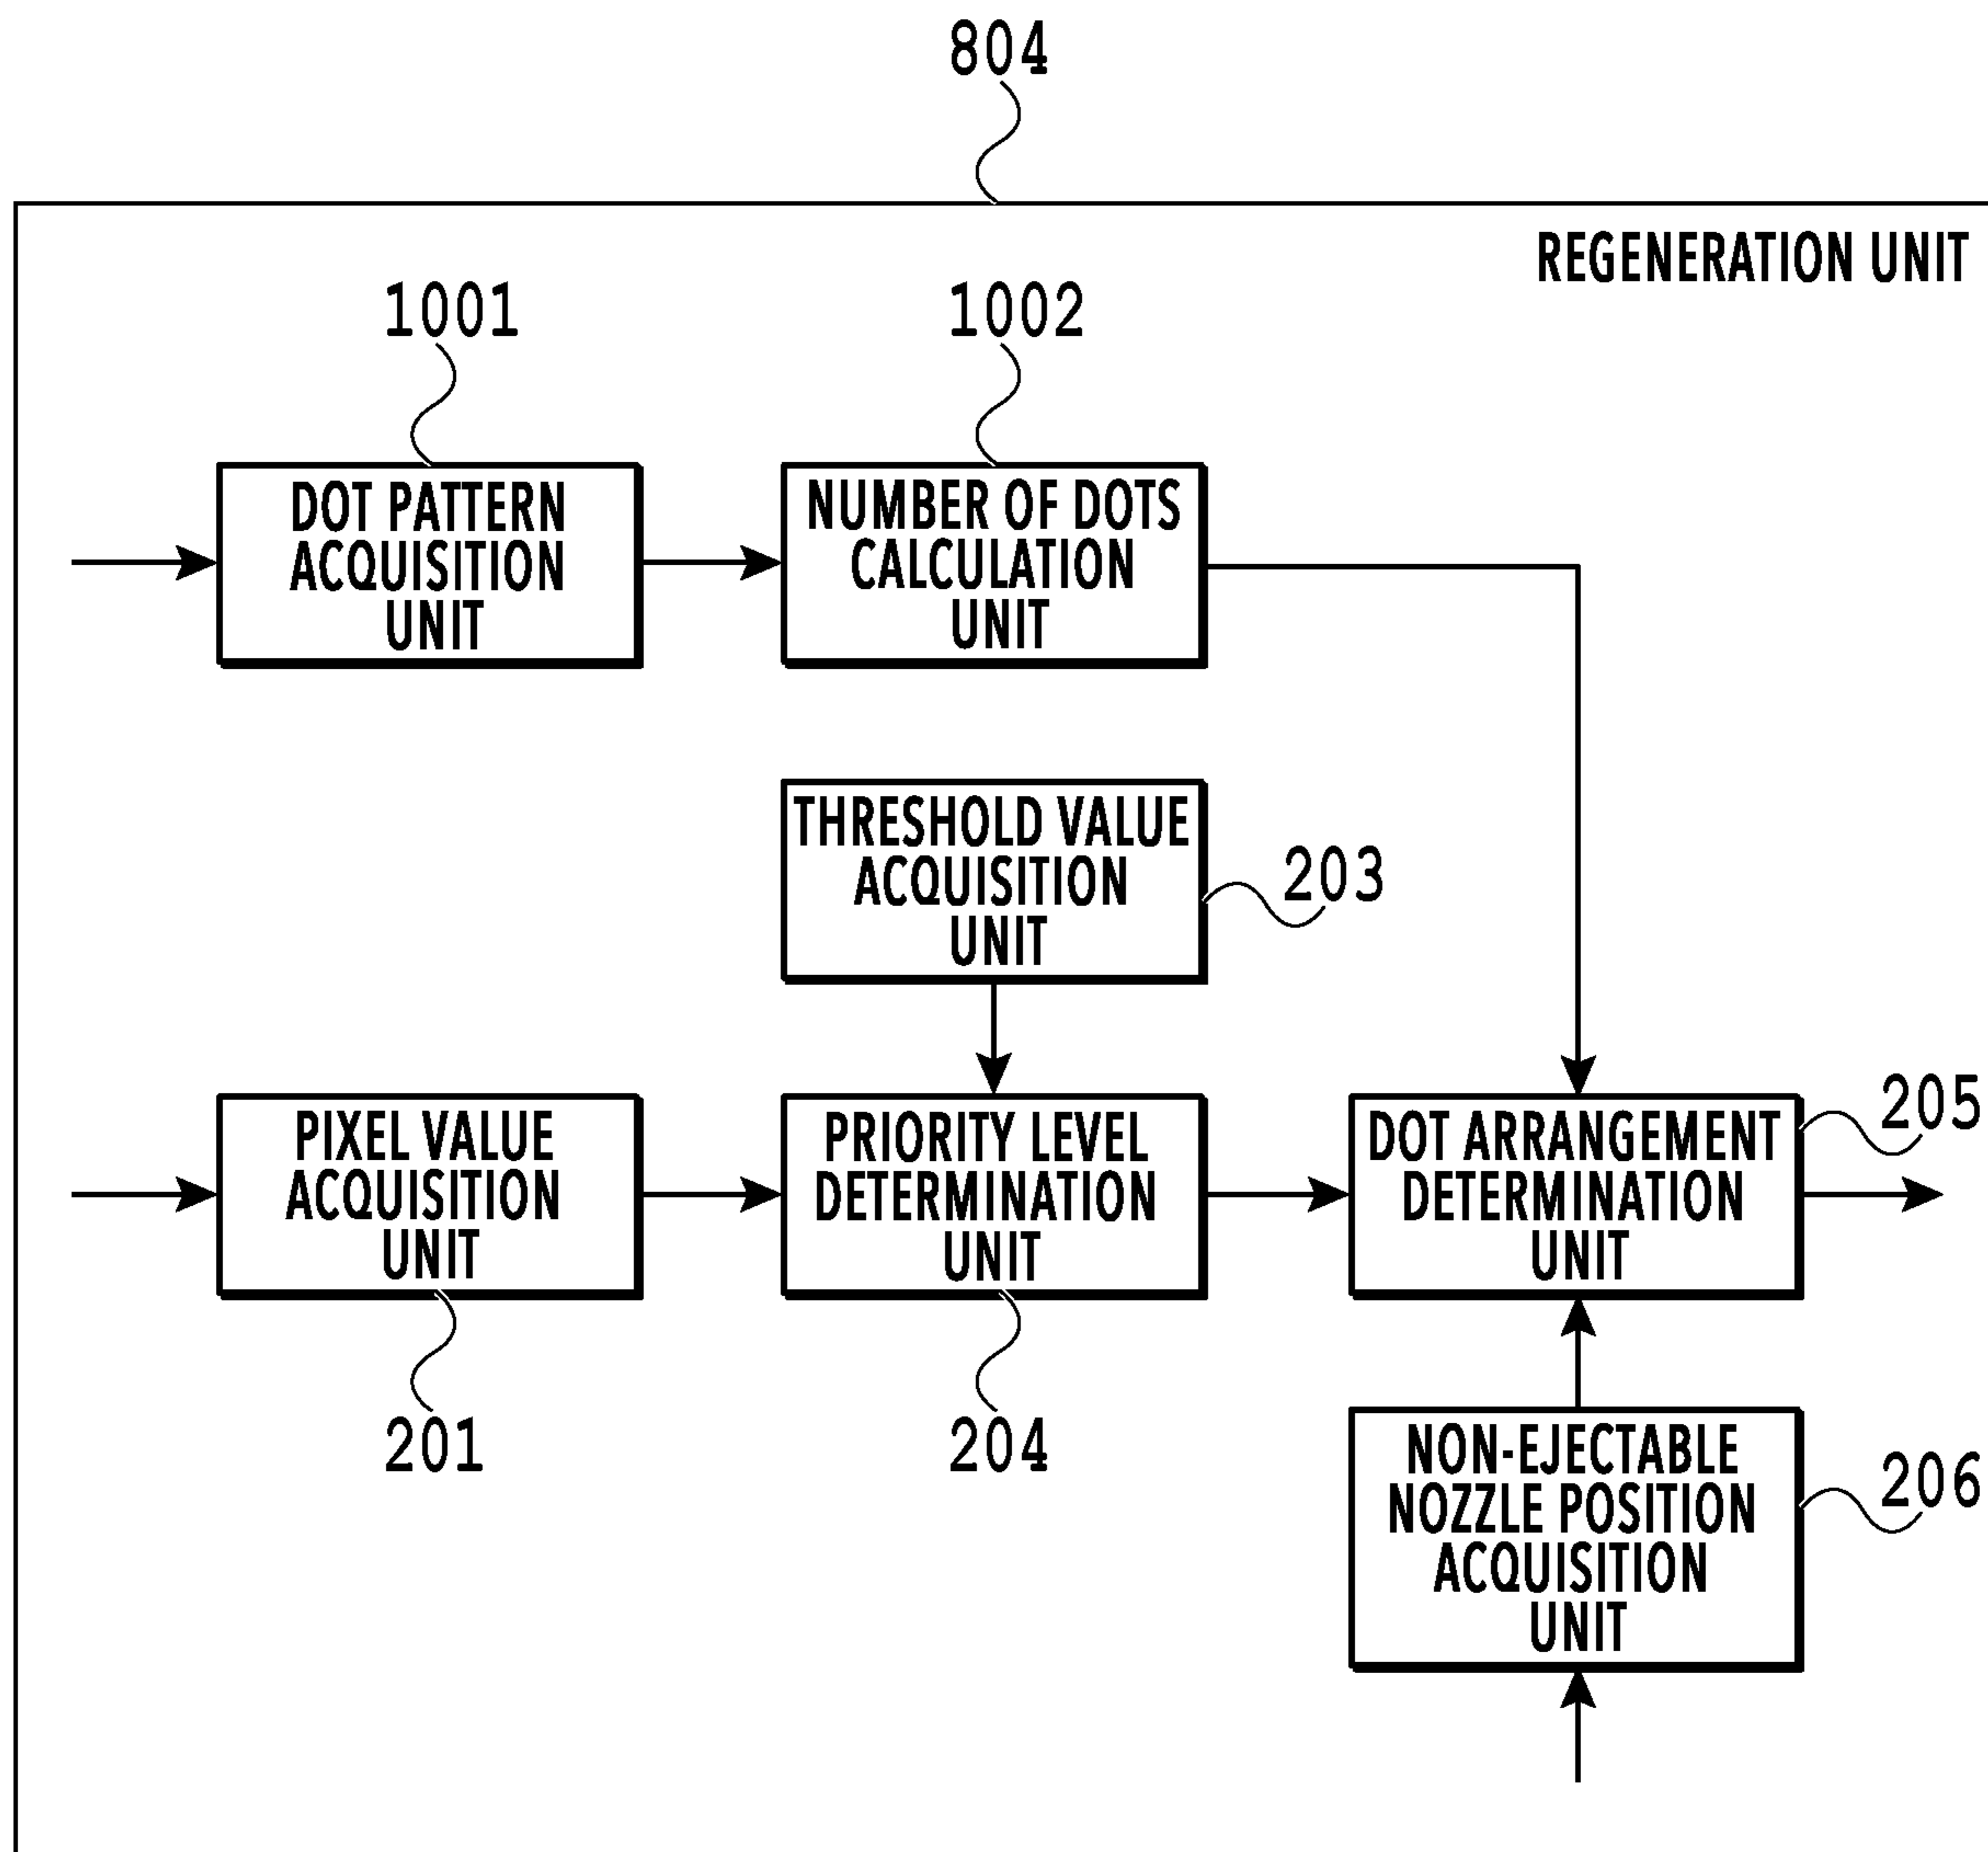 804
REGENERATION UNIT
1001
1002
DOT PATTERN
ACQUISITION
UNIT
NUMBER OF DOTS
CALCULATION
UNIT
THRESHOLD VALUE
ACQUISITION
UNIT
203
PIXEL VALUE
ACQUISITION
UNIT
PRIORITY LEVEL
DETERMINATION
UNIT
DOT ARRANGEMENT
DETERMINATION
UNIT
205
201
204
NON-EJECTABLE
NOZZLE POSITION
ACQUISITION
UNIT
206